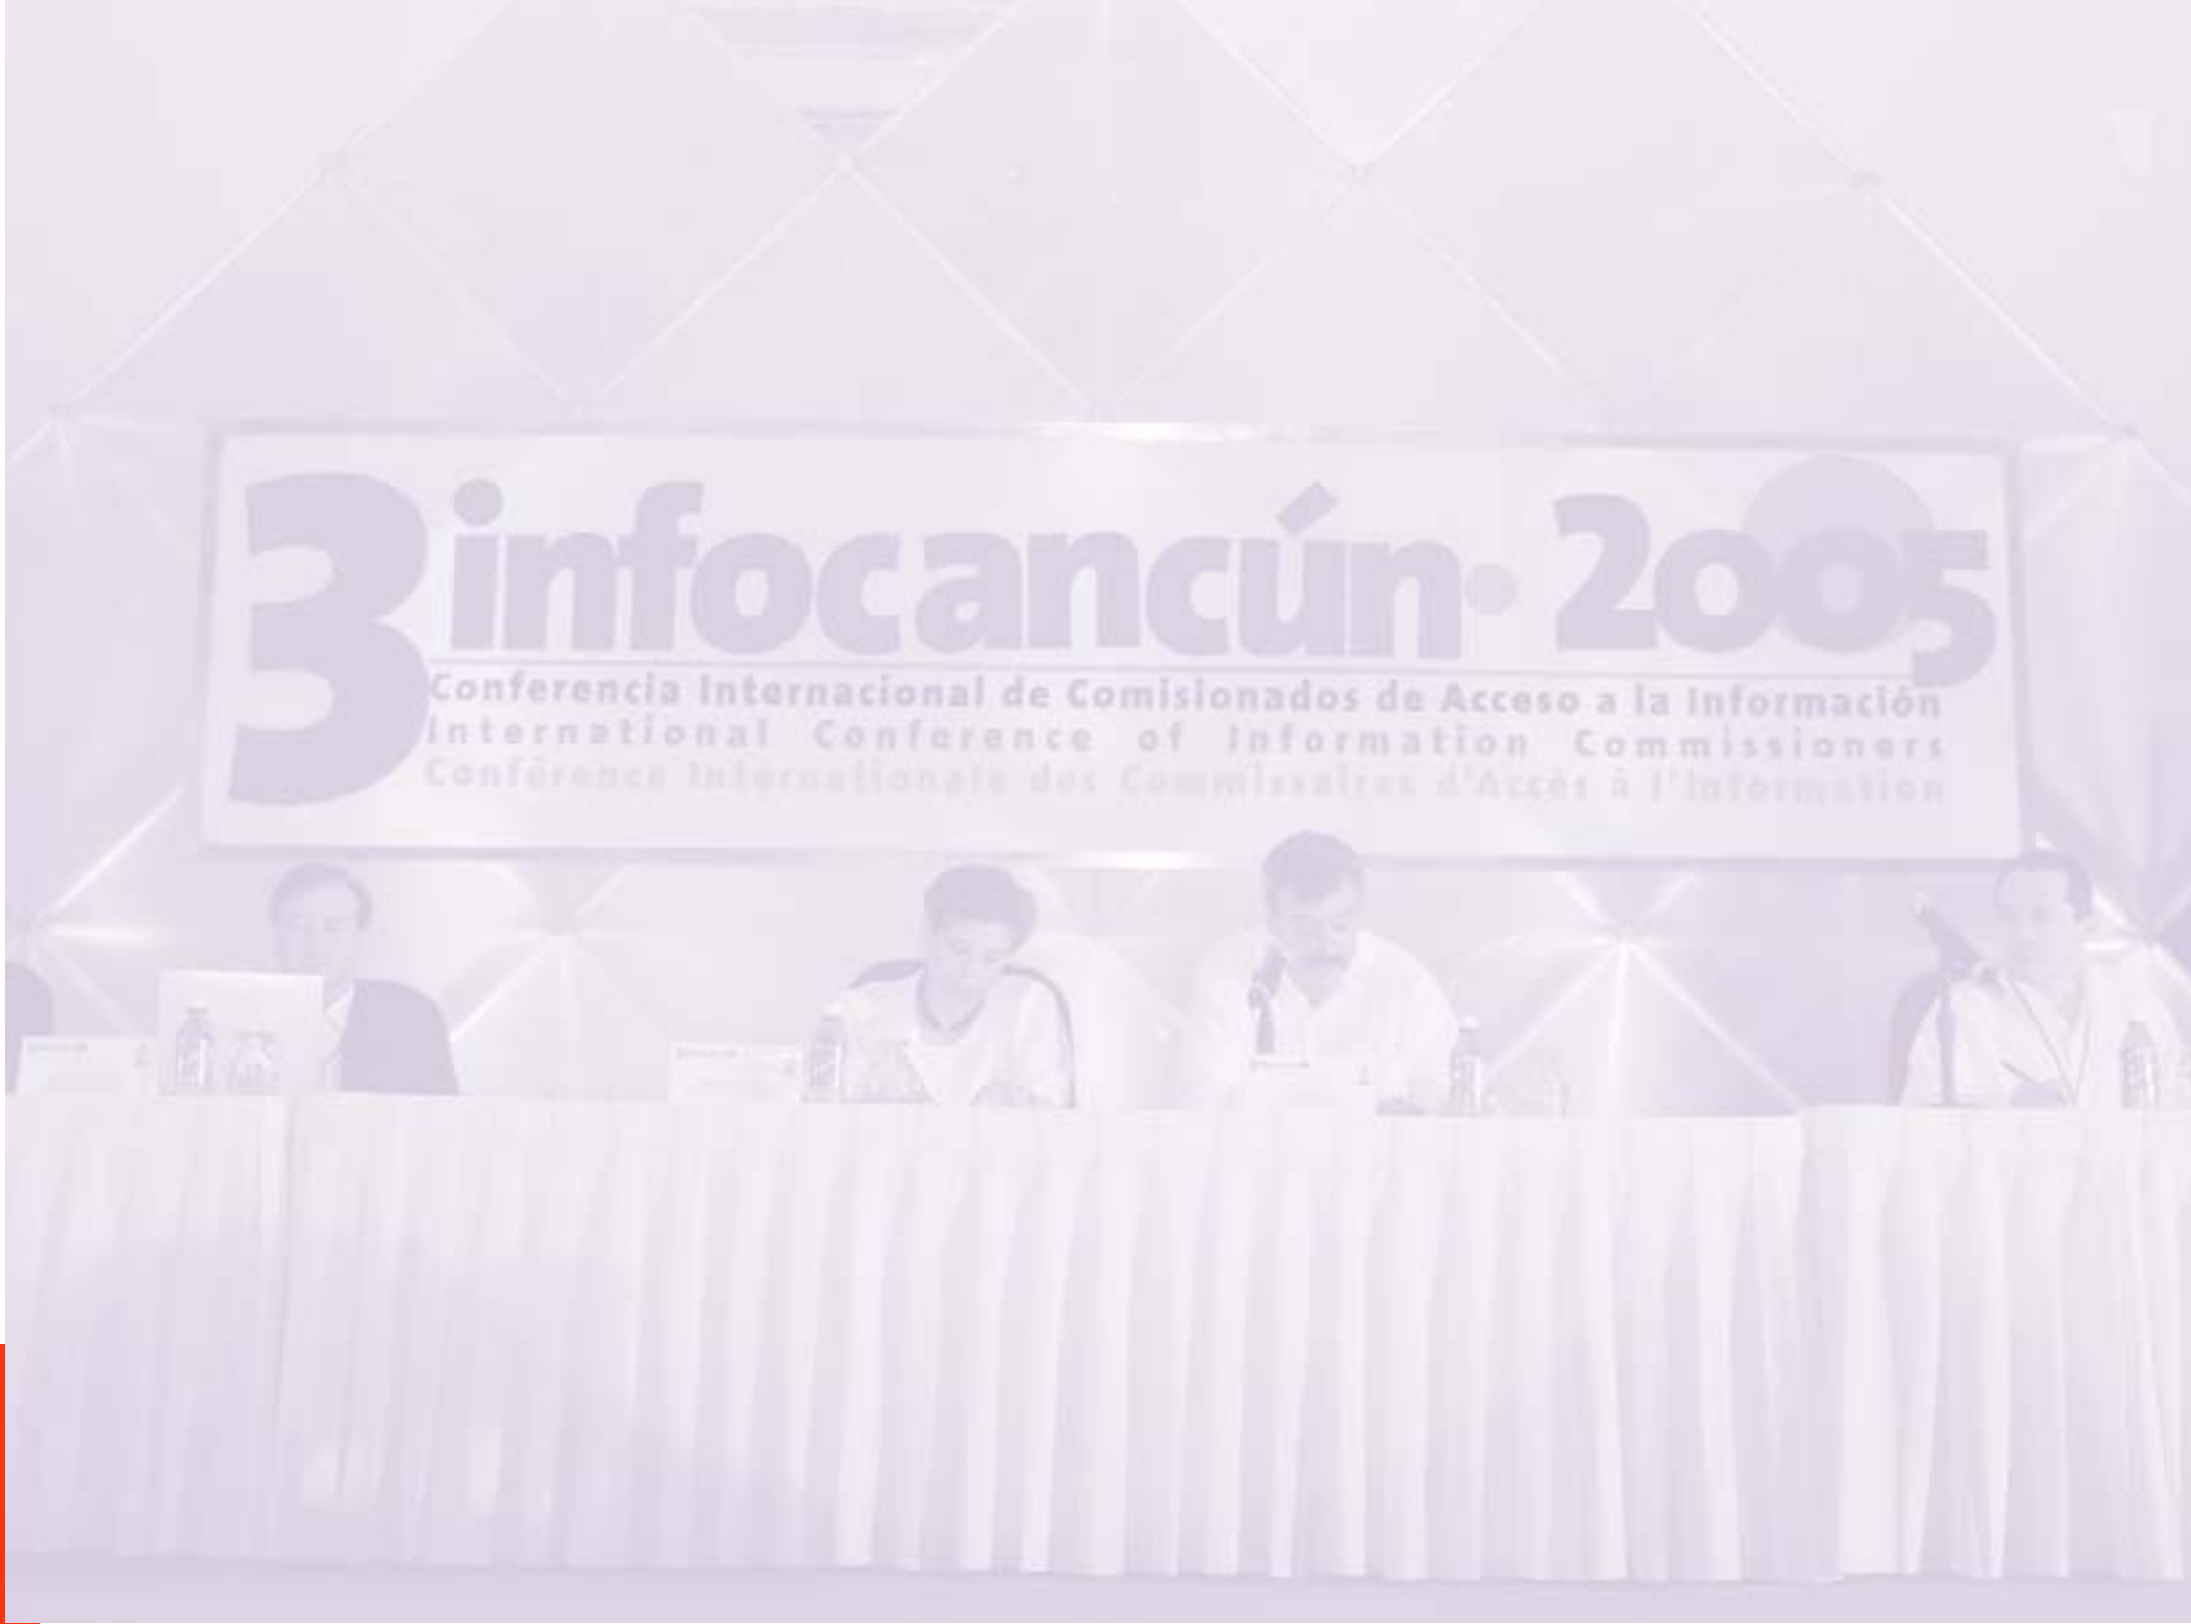 3 infocancún · 2005
Conferencia Internacional de Comisionados de Acceso a la Información
International Conference of Information Commissioners
Conférence Internationale des Commissaires d'Accès à l'Information